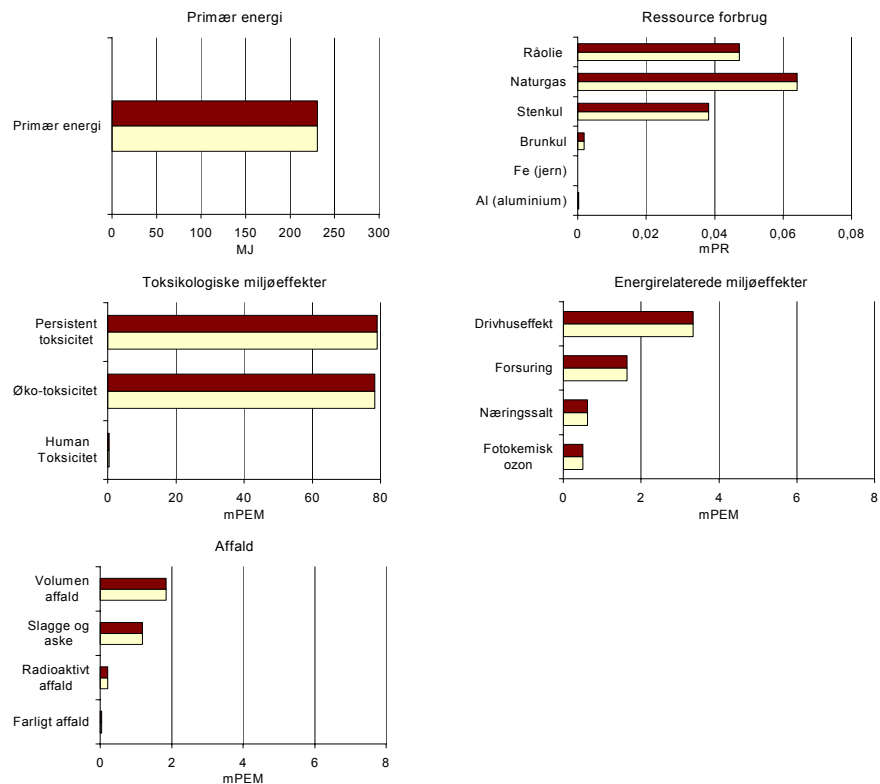 Primær energi
Primær energi
0 50 100 150 200 250 300
MJ
Ressource forbrug
Råolie
Naturgas
Stenkul
Brunkul
Fe (jern)
Al (aluminium)
0 0,02 0,04 0,06 0,08
mPR
Toksikologiske miljøeffekter
Persistent
toksicitet
Øko-toksicitet
Human
Toksicitet
0 20 40 60 80
mPEM
Energirelaterede miljøeffekter
Drivhuseffekt
Forsuring
Næringssalt
Fotokemisk
ozon
0 2 4 6 8
mPEM
Affald
Volumen
affald
Slagge og
aske
Radioaktivt
affald
Farligt affald
0 2 4 6 8
mPEM